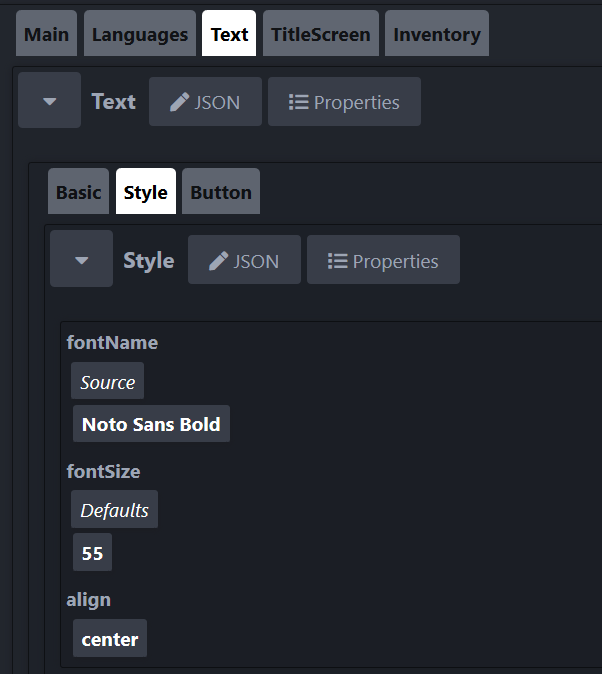 Main Languages Text TitleScreen Inventory
Text JSON Properties
Basic Style Button
Style JSON Properties
fontName
Source
Noto Sans Bold
fontSize
Defaults
55
align
center